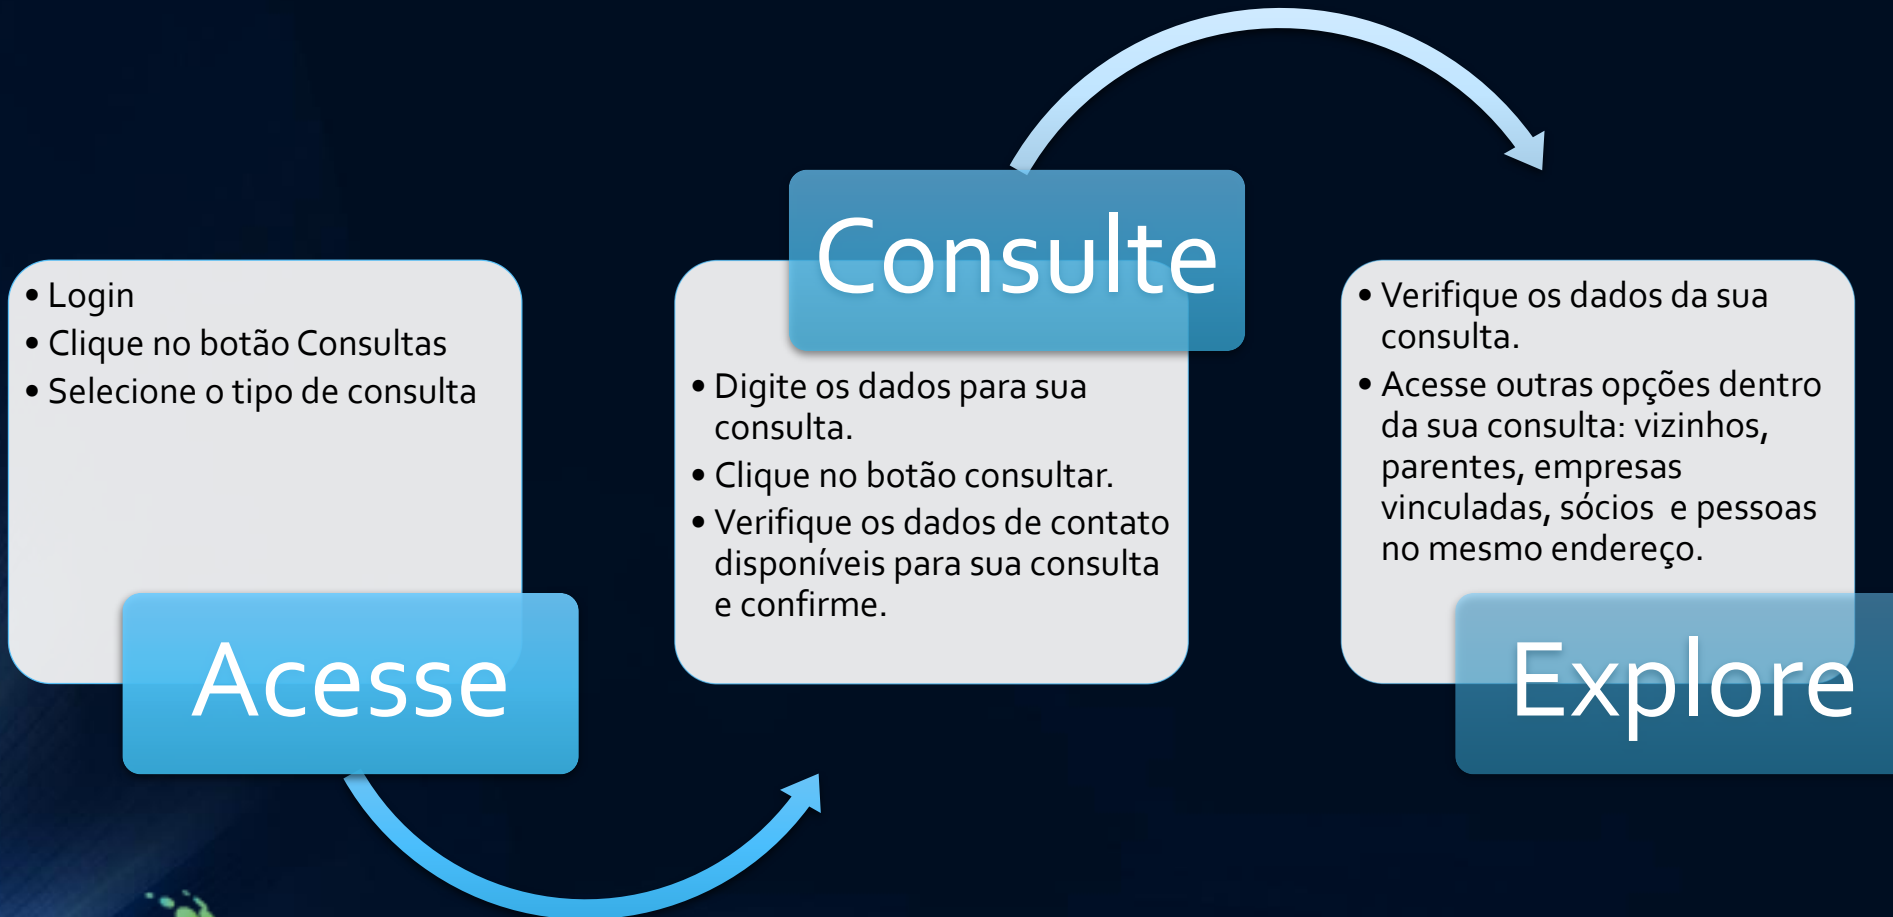 • Login
• Clique no botão Consultas
• Selecione o tipo de consulta
Acesse
Consulte
• Digite os dados para sua
consulta.
• Clique no botão consultar.
• Verifique os dados de contato
disponíveis para sua consulta
e confirme.
• Verifique os dados da sua
consulta.
• Acesse outras opções dentro
da sua consulta: vizinhos,
parentes, empresas
vinculadas, sócios  e pessoas
no mesmo endereço.
Explore